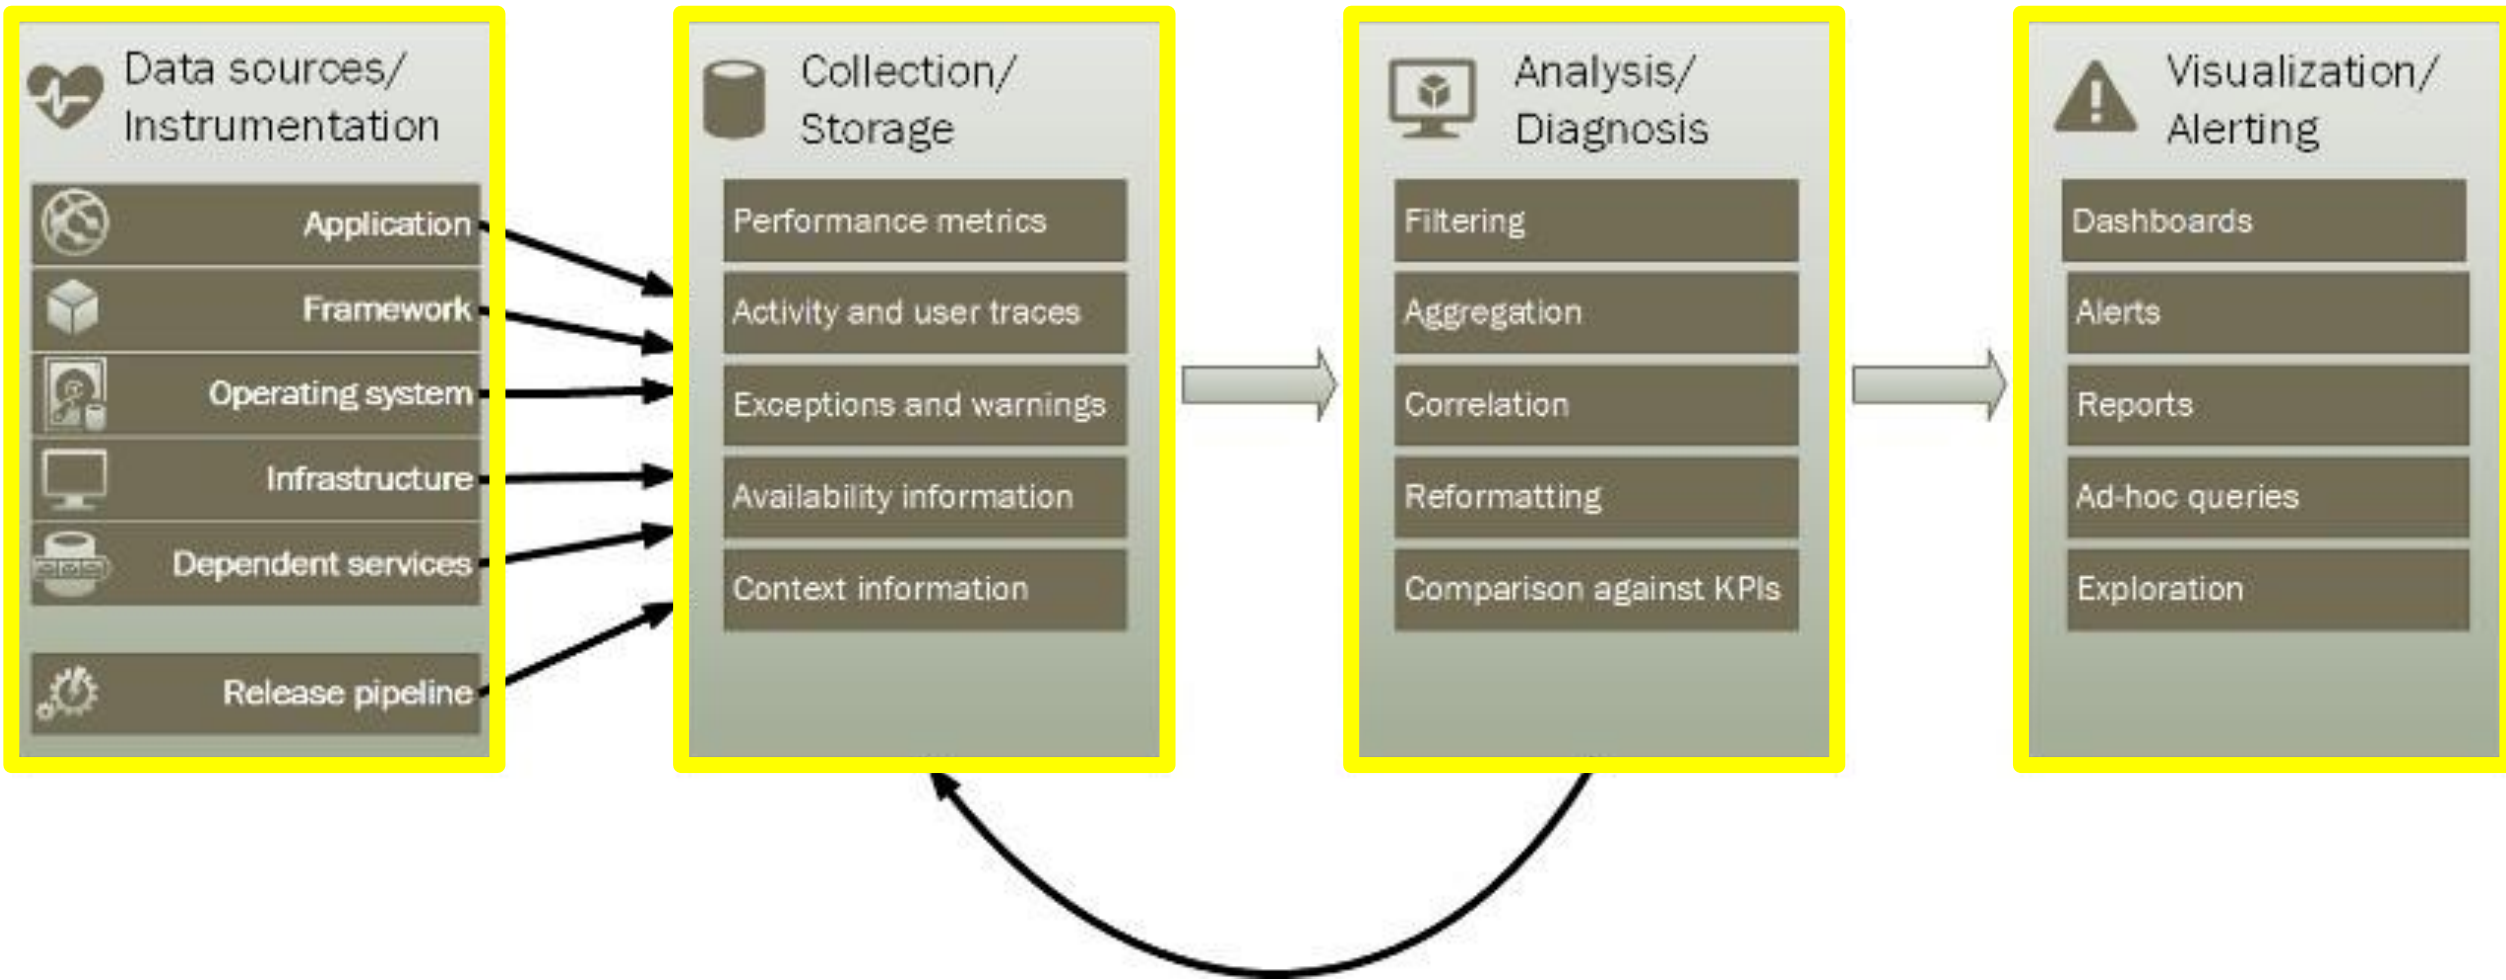 Data sources/
Instrumentation
Application
Framework
Operating system
Infrastructure
Dependent services
Release pipeline
Collection/
Storage
Performance metrics
Activity and user traces
Exceptions and warnings
Availability information
Context information
Analysis/
Diagnosis
Filtering
Aggregation
Correlation
Reformatting
Comparison against KPIs
Visualization/
Alerting
Dashboards
Alerts
Reports
Ad-hoc queries
Exploration